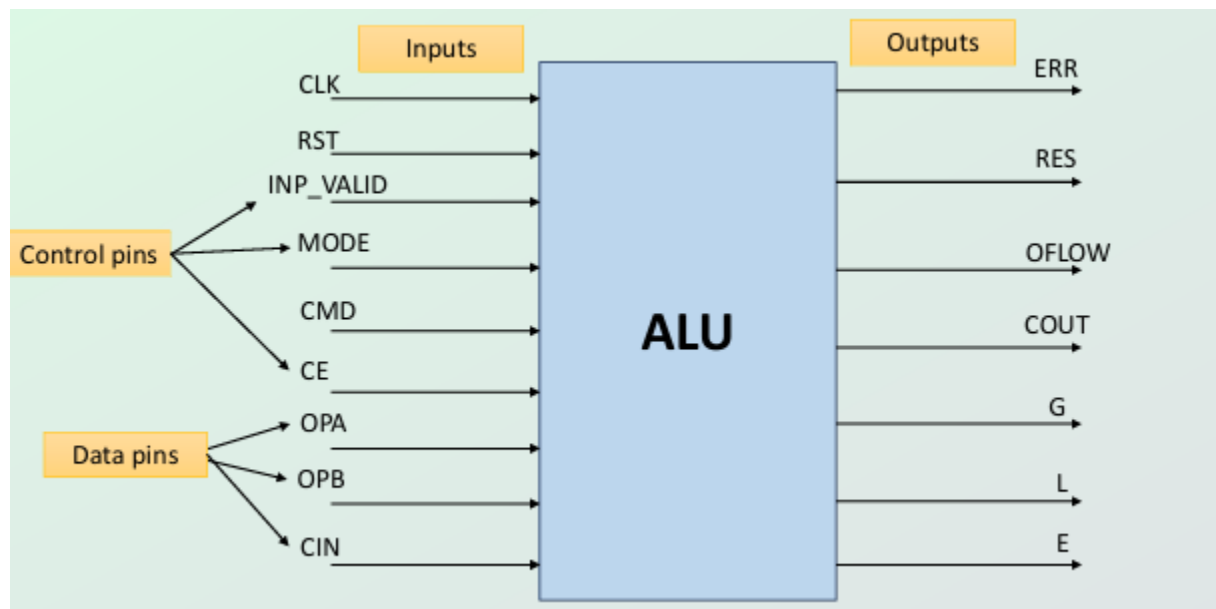 Inputs
Outputs
CLK
RST
INP_VALID
MODE
CMD
CE
OPA
OPB
CIN
Control pins
Data pins
ALU
ERR
RES
OFLOW
COUT
G
L
E